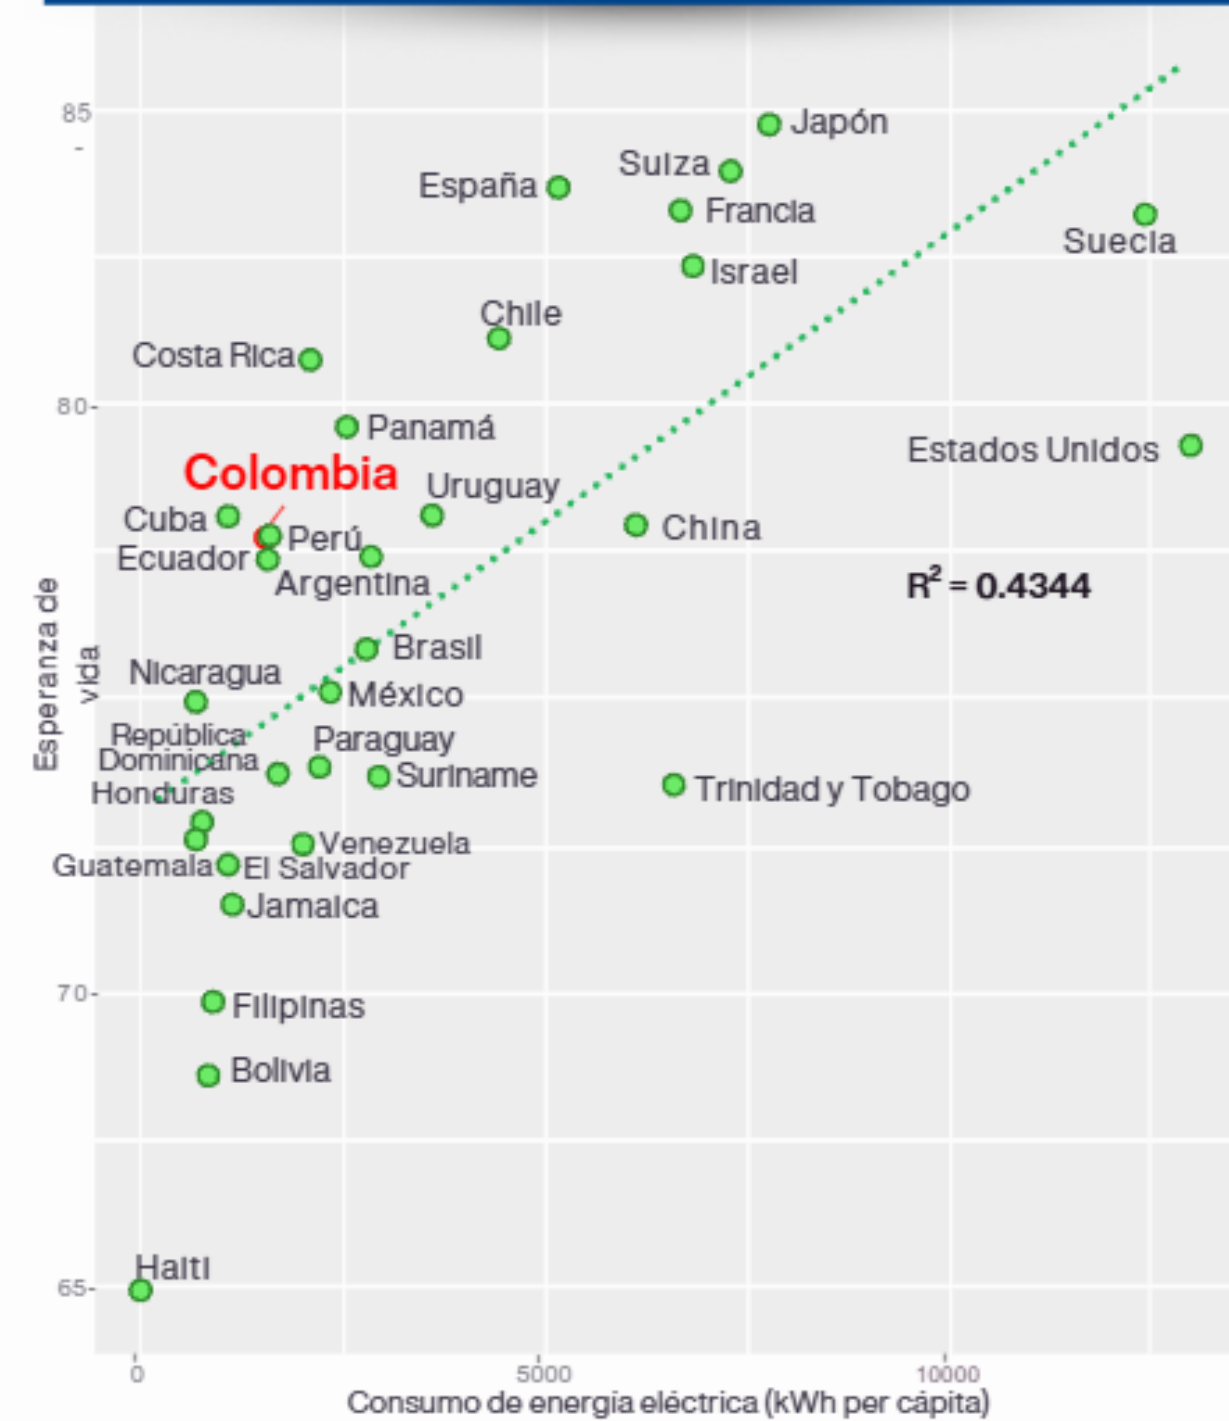 85
-
Japón
Suiza
España
Francia
Suecia
Israel
Chile
Costa Rica
80-
Panamá
Estados Unidos
Colombia
Uruguay
Cuba
China
Perú
Ecuador
Argentina
R² = 0.4344
Esperanza de
vida
Brasil
Nicaragua
México
República
Dominicana
Paraguay
Suriname
Honduras
Trinidad y Tobago
Venezuela
Guatemala
El Salvador
Jamaica
70-
Filipinas
Bolivia
Haiti
65-
0
5000
10000
Consumo de energía eléctrica (kWh per cápita)